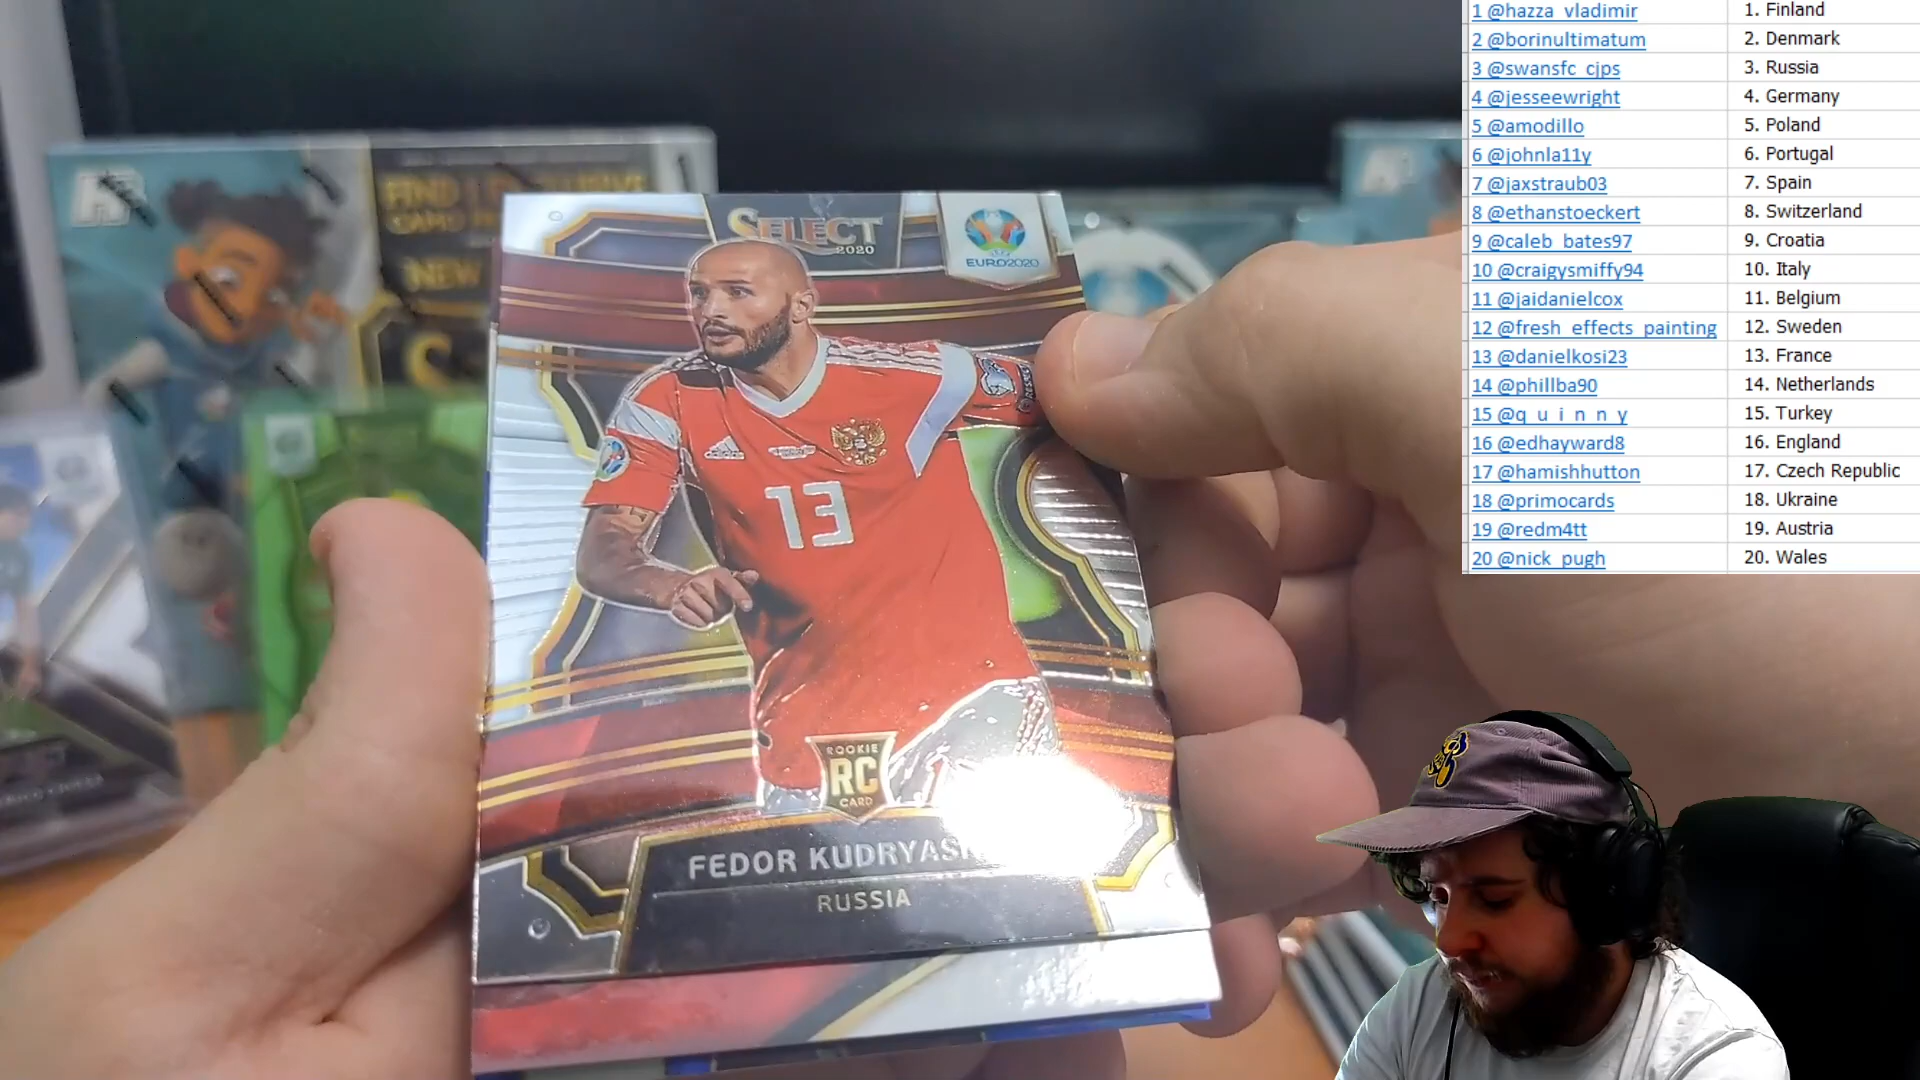 1 @hazza_vladimir 1. Finland
2 @borinultimatum 2. Denmark
3 @swansfc_cjps 3. Russia
4 @jesseewright 4. Germany
5 @amodillo 5. Poland
6 @johnla11y 6. Portugal
7 @jaxstraub03 7. Spain
8 @ethanstoeckert 8. Switzerland
9 @caleb_bates97 9. Croatia
10 @craigysmiffy94 10. Italy
11 @jaidanielcox 11. Belgium
12 @fresh_effects_painting 12. Sweden
13 @danielkosi23 13. France
14 @phillba90 14. Netherlands
15 @q_u_i_n_n_y 15. Turkey
16 @edhayward8 16. England
17 @hamishhutton 17. Czech Republic
18 @primocards 18. Ukraine
19 @redm4tt 19. Austria
20 @nick_pugh 20. Wales
FIND
NEW
SELECT
2020
EURO2020
adidas
13
ROOKIE
RC
CARD
FEDOR
RUSSIA